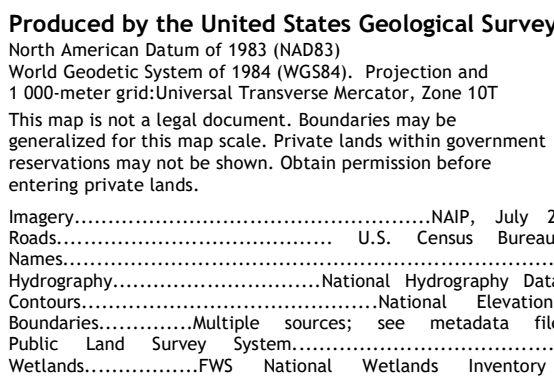 Produced by the United States Geological Survey
North American Datum of 1983 (NAD83)
World Geodetic System of 1984 (WGS84). Projection and
1 000-meter grid:Universal Transverse Mercator, Zone 10T
This map is not a legal document. Boundaries may be
generalized for this map scale. Private lands within government
reservations may not be shown. Obtain permission before
entering private lands.
Imagery....................................................NAIP, July 2
Roads......................................... U.S. Census Bureau
Names........................................................................
Hydrography...............................National Hydrography Data
Contours............................................National Elevation
Boundaries..............Multiple sources; see metadata file
Public Land Survey System.......................................
Wetlands.................FWS National Wetlands Inventory